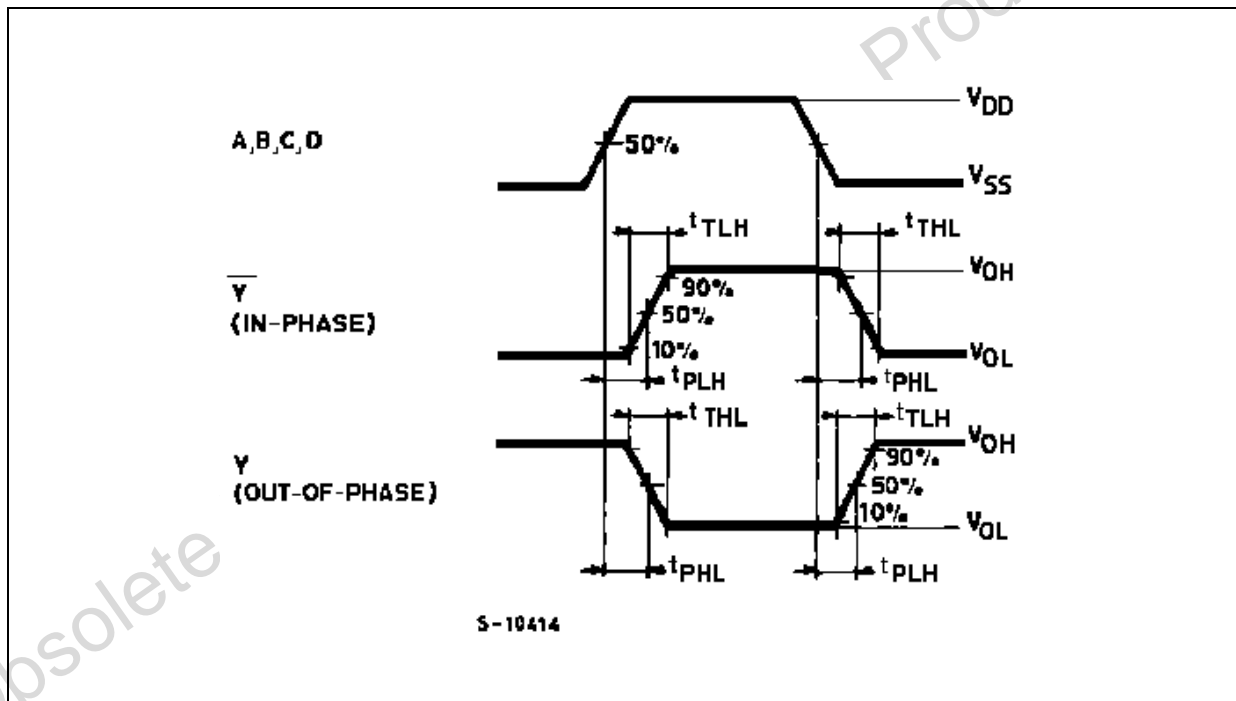 Prod
VDD
A,B,C,D
50%
VSS
tTLH
tTHL
VOH
Y̅
90%
(IN-PHASE)
50%
10%
VOL
tPLH
tPHL
tTHL
tTLH
VOH
Y
90%
(OUT-OF-PHASE)
50%
10%
VOL
tPHL
tPLH
S-10414
bsolete